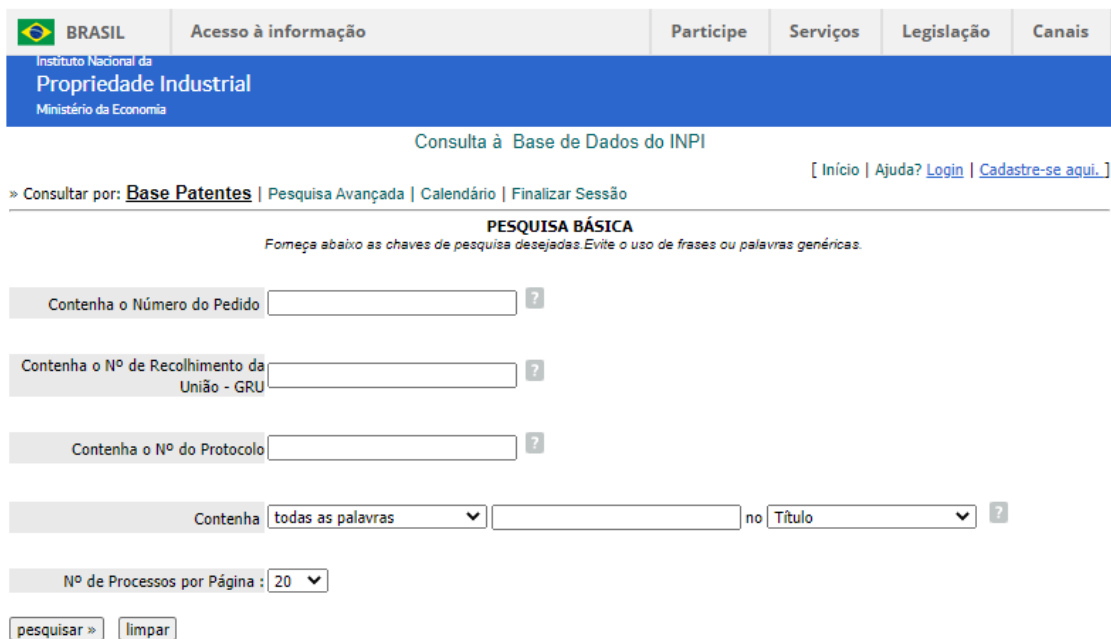 BRASIL Acesso à informação Participe Serviços Legislação Canais
Instituto Nacional da
Propriedade Industrial
Ministério da Economia
Consulta à Base de Dados do INPI
[ Início | Ajuda? Login | Cadastre-se aqui. ]
» Consultar por: Base Patentes | Pesquisa Avançada | Calendário | Finalizar Sessão
PESQUISA BÁSICA
Forneça abaixo as chaves de pesquisa desejadas.Evite o uso de frases ou palavras genéricas.
Contenha o Número do Pedido ?
Contenha o Nº de Recolhimento da
União - GRU ?
Contenha o Nº do Protocolo ?
Contenha todas as palavras no Título ?
Nº de Processos por Página : 20
pesquisar » limpar